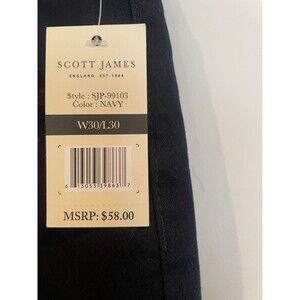 SCOTT JAMES
ENGLAND EST.1984
Style : SJP-99103
Color : NAVY
W30/L30
MSRP: $58.00